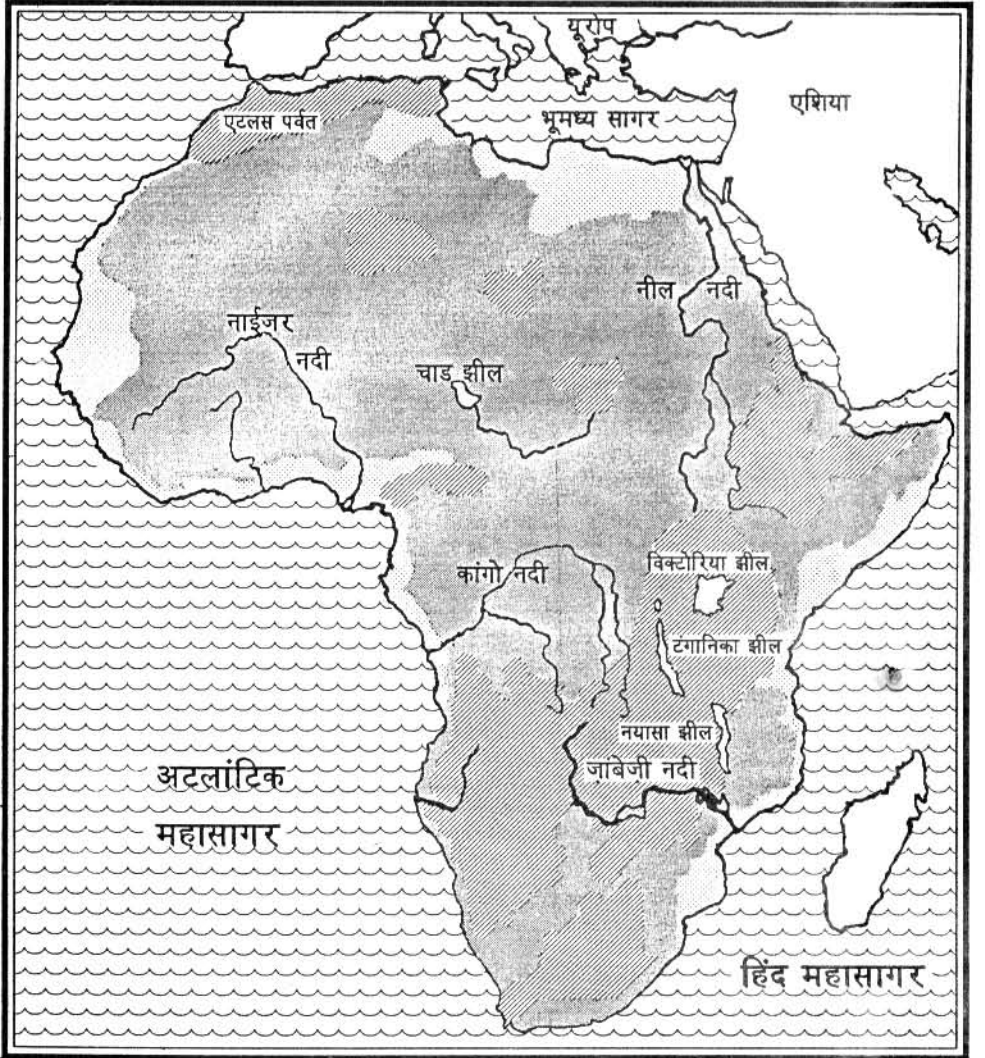 यूरोप
एशिया
एटलस पर्वत
भूमध्य सागर
नील नदी
नाईजर
नदी
चाड झील
विक्टोरिया झील
कांगो नदी
टंगानिका झील
नयासा झील
जांबेजी नदी
अटलांटिक
महासागर
हिंद महासागर